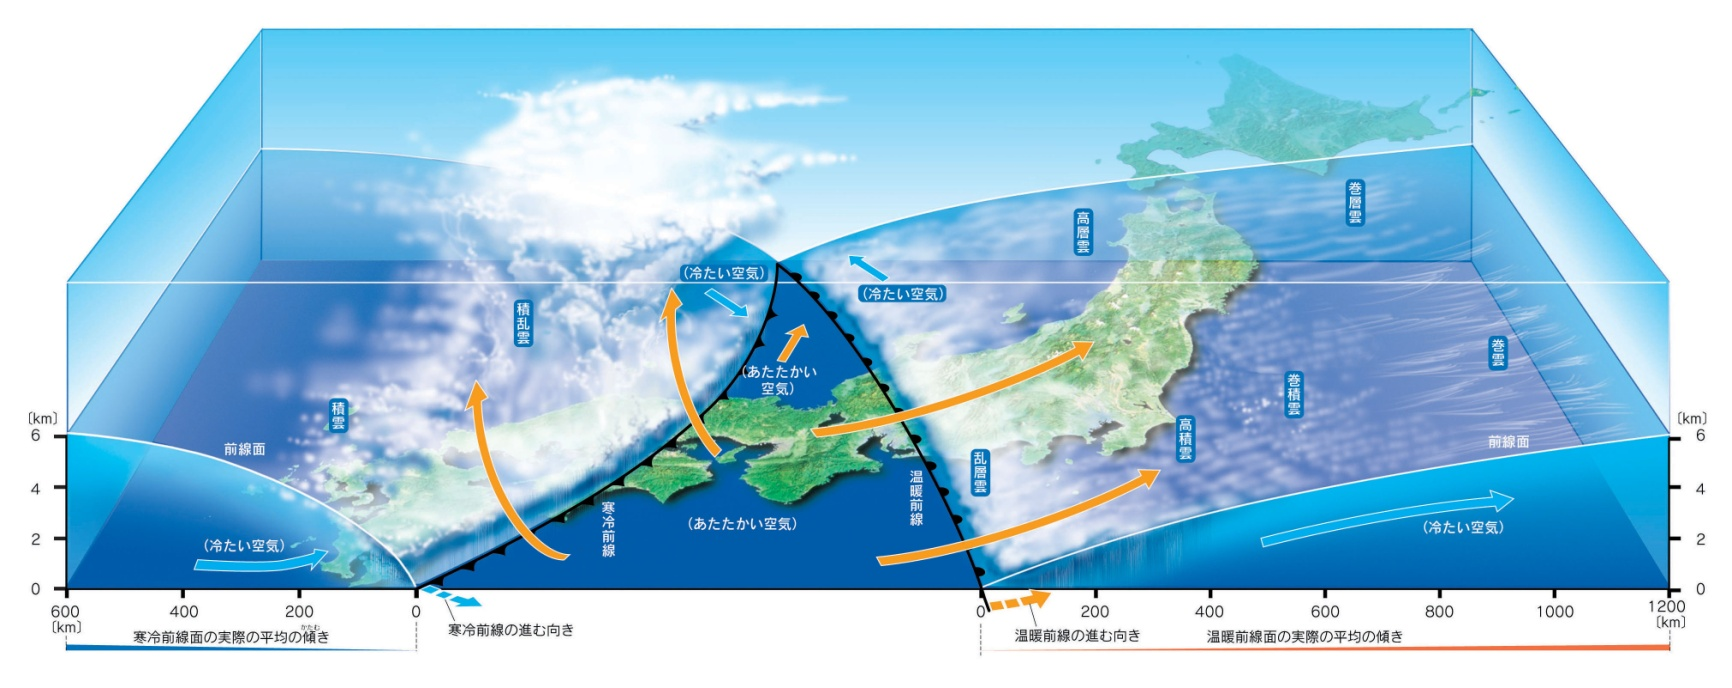 巻層雲
高層雲
(冷たい空気)
(冷たい空気)
積乱雲
巻雲
(あたたかい
空気)
巻積雲
積雲
高積雲
前線面
前線面
乱層雲
温暖前線
寒冷前線
(あたたかい空気)
(冷たい空気)
(冷たい空気)
〔km〕
6
4
2
0
〔km〕
6
4
2
0
600 400 200 0
〔km〕
0 200 400 600 800 1000 1200
〔km〕
寒冷前線の進む向き
温暖前線の進む向き
かたむ
寒冷前線面の実際の平均の傾き
温暖前線面の実際の平均の傾き